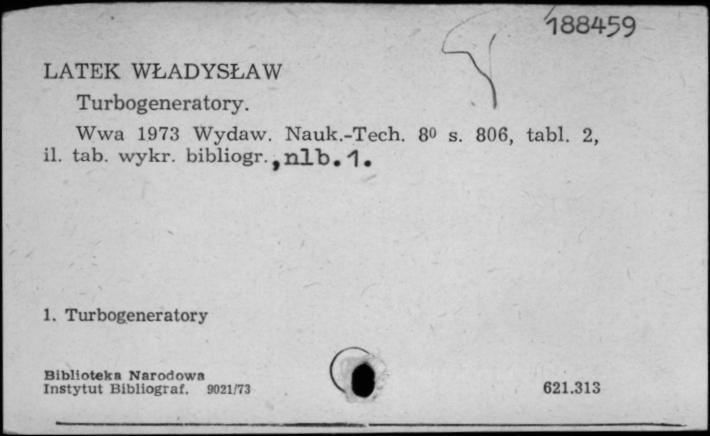 188459
LATEK WŁADYSŁAW
Turbogeneratory.
Wwa 1973 Wydaw. Nauk.-Tech. 8⁰ s. 806, tabl. 2,
il. tab. wykr. bibliogr., nlb. 1.
1. Turbogeneratory
Biblioteka Narodowa
Instytut Bibliograf. 9021/73
621.313